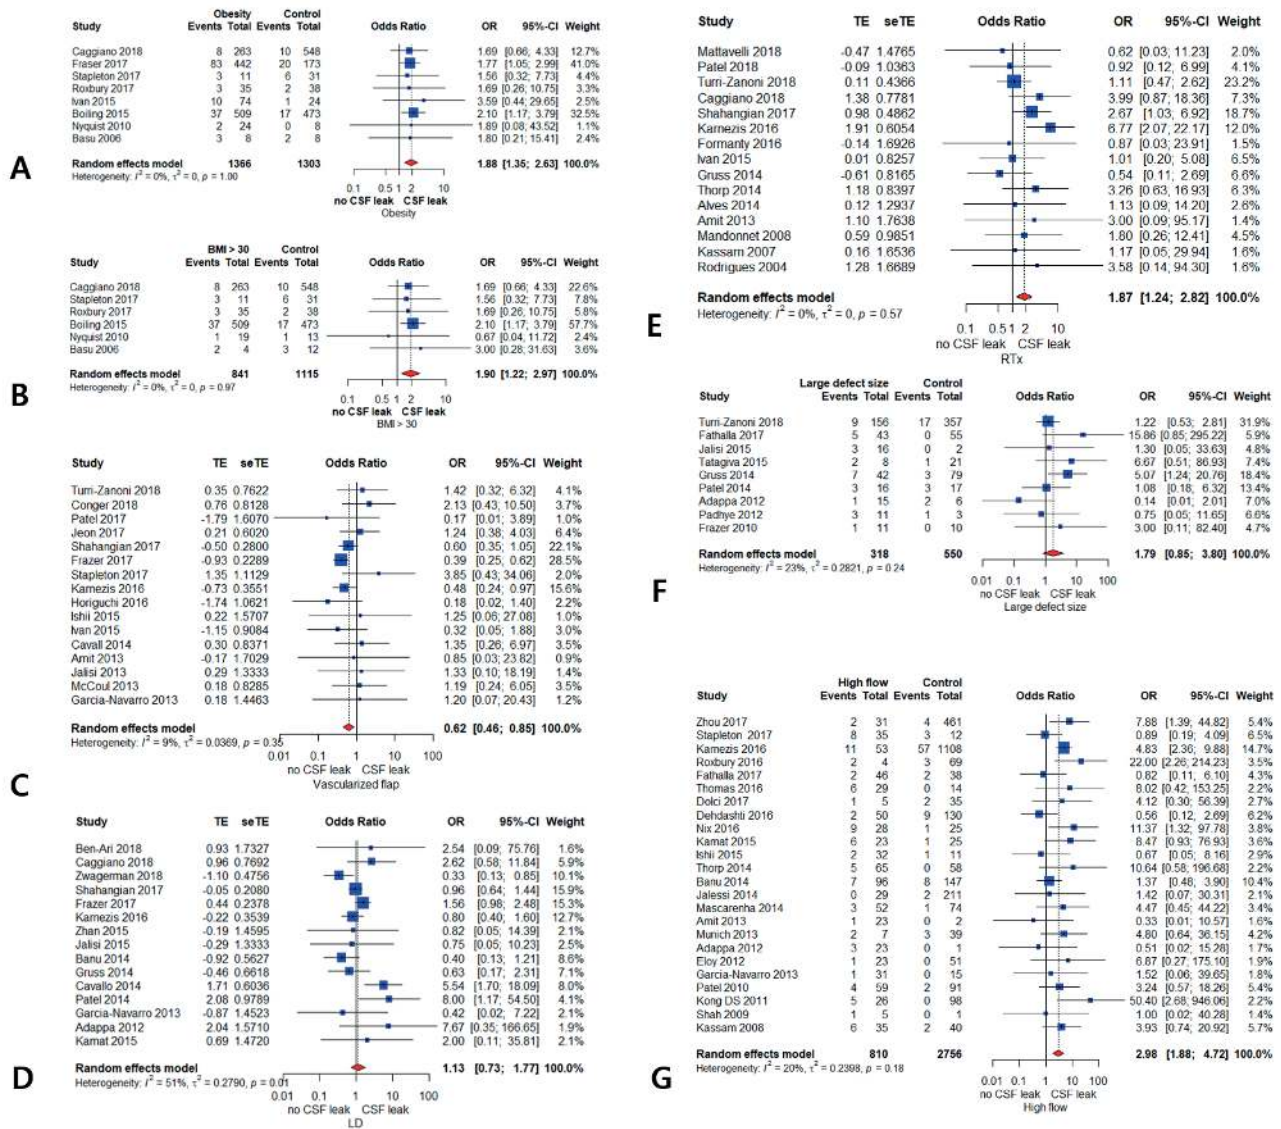 Obesity Control
Study Events Total Events Total Odds Ratio OR 95%-CI Weight
Caggiano 2018 8 263 10 548 1.69 [0.66; 4.33] 12.7%
Fraser 2017 83 442 20 173 1.77 [1.05; 2.99] 41.0%
Stapleton 2017 3 11 6 31 1.56 [0.32; 7.73] 4.4%
Roxbury 2017 3 35 2 38 1.69 [0.26; 10.75] 3.3%
Ivan 2015 10 74 1 24 3.59 [0.44; 29.65] 2.5%
Boiling 2015 37 509 17 473 2.10 [1.17; 3.79] 32.5%
Nyquist 2010 2 24 0 8 1.89 [0.08; 43.52] 1.1%
Basu 2006 3 8 2 8 1.80 [0.21; 15.41] 2.4%
Random effects model 1366 1303 1.88 [1.35; 2.63] 100.0%
Heterogeneity: I² = 0%, τ² = 0, p = 1.00
0.1 0.5 1 2 10
no CSF leak CSF leak
Obesity
A
BMI > 30 Control
Study Events Total Events Total Odds Ratio OR 95%-CI Weight
Caggiano 2018 8 263 10 548 1.69 [0.66; 4.33] 22.6%
Stapleton 2017 3 11 6 31 1.56 [0.32; 7.73] 7.8%
Roxbury 2017 3 35 2 38 1.69 [0.26; 10.75] 5.8%
Boiling 2015 37 509 17 473 2.10 [1.17; 3.79] 57.7%
Nyquist 2010 1 19 1 13 0.67 [0.04; 11.72] 2.4%
Basu 2006 2 4 3 12 3.00 [0.28; 31.63] 3.6%
Random effects model 841 1115 1.90 [1.22; 2.97] 100.0%
Heterogeneity: I² = 0%, τ² = 0, p = 0.97
0.1 0.5 1 2 10
no CSF leak CSF leak
BMI > 30
B
Study TE seTE Odds Ratio OR 95%-CI Weight
Turri-Zanoni 2018 0.35 0.7622 1.42 [0.32; 6.32] 4.1%
Conger 2018 0.76 0.8128 2.13 [0.43; 10.50] 3.7%
Patel 2017 -1.79 1.6070 0.17 [0.01; 3.89] 1.0%
Jeon 2017 0.21 0.6020 1.24 [0.38; 4.03] 6.4%
Shahangian 2017 -0.50 0.2800 0.60 [0.35; 1.05] 22.1%
Frazer 2017 -0.93 0.2289 0.39 [0.25; 0.62] 28.5%
Stapleton 2017 1.35 1.1129 3.85 [0.43; 34.06] 2.0%
Karnezis 2016 -0.73 0.3551 0.48 [0.24; 0.97] 15.6%
Horiguchi 2016 -1.74 1.0621 0.18 [0.02; 1.40] 2.2%
Ishii 2015 0.22 1.5707 1.25 [0.06; 27.08] 1.0%
Ivan 2015 -1.15 0.9084 0.32 [0.05; 1.88] 3.0%
Cavall 2014 0.30 0.8371 1.35 [0.26; 6.97] 3.5%
Amit 2013 -0.17 1.7029 0.85 [0.03; 23.82] 0.9%
Jalisi 2013 0.29 1.3333 1.33 [0.10; 18.19] 1.4%
McCoul 2013 0.18 0.8285 1.19 [0.24; 6.05] 3.5%
Garcia-Navarro 2013 0.18 1.4463 1.20 [0.07; 20.43] 1.2%
Random effects model 0.62 [0.46; 0.85] 100.0%
Heterogeneity: I² = 9%, τ² = 0.0369, p = 0.35
0.01 0.1 1 10 100
no CSF leak CSF leak
Vascularized flap
C
Study TE seTE Odds Ratio OR 95%-CI Weight
Ben-Ari 2018 0.93 1.7327 2.54 [0.09; 75.76] 1.6%
Caggiano 2018 0.96 0.7692 2.62 [0.58; 11.84] 5.9%
Zwagerman 2018 -1.10 0.4756 0.33 [0.13; 0.85] 10.1%
Shahangian 2017 -0.05 0.2080 0.96 [0.64; 1.44] 15.9%
Frazer 2017 0.44 0.2378 1.56 [0.98; 2.48] 15.3%
Karnezis 2016 -0.22 0.3539 0.80 [0.40; 1.60] 12.7%
Zhan 2015 -0.19 1.4595 0.82 [0.05; 14.39] 2.1%
Jalisi 2015 -0.29 1.3333 0.75 [0.05; 10.23] 2.5%
Banu 2014 -0.92 0.5627 0.40 [0.13; 1.21] 8.6%
Gruss 2014 -0.46 0.6618 0.63 [0.17; 2.31] 7.1%
Cavallo 2014 1.71 0.6036 5.54 [1.70; 18.09] 8.0%
Patel 2014 2.08 0.9789 8.00 [1.17; 54.50] 4.1%
Garcia-Navarro 2013 -0.87 1.4523 0.42 [0.02; 7.22] 2.2%
Adappa 2012 2.04 1.5710 7.67 [0.35; 166.65] 1.9%
Kamat 2015 0.69 1.4720 2.00 [0.11; 35.81] 2.1%
Random effects model 1.13 [0.73; 1.77] 100.0%
Heterogeneity: I² = 51%, τ² = 0.2790, p = 0.01
0.01 0.1 1 10 100
no CSF leak CSF leak
LD
D
Study TE seTE Odds Ratio OR 95%-CI Weight
Mattavelli 2018 -0.47 1.4765 0.62 [0.03; 11.23] 2.0%
Patel 2018 -0.09 1.0363 0.92 [0.12; 6.99] 4.1%
Turri-Zanoni 2018 0.11 0.4366 1.11 [0.47; 2.62] 23.2%
Caggiano 2018 1.38 0.7781 3.99 [0.87; 18.36] 7.3%
Shahangian 2017 0.98 0.4862 2.67 [1.03; 6.92] 18.7%
Karnezis 2016 1.91 0.6054 6.77 [2.07; 22.17] 12.0%
Formanty 2016 -0.14 1.6926 0.87 [0.03; 23.91] 1.5%
Ivan 2015 0.01 0.8257 1.01 [0.20; 5.08] 6.5%
Gruss 2014 -0.61 0.8165 0.54 [0.11; 2.69] 6.6%
Thorp 2014 1.18 0.8397 3.26 [0.63; 16.93] 6.3%
Alves 2014 0.12 1.2937 1.13 [0.09; 14.20] 2.6%
Amit 2013 1.10 1.7638 3.00 [0.09; 95.17] 1.4%
Mandonnet 2008 0.59 0.9851 1.80 [0.26; 12.41] 4.5%
Kassam 2007 0.16 1.6536 1.17 [0.05; 29.94] 1.6%
Rodrigues 2004 1.28 1.6689 3.58 [0.14; 94.30] 1.6%
Random effects model 1.87 [1.24; 2.82] 100.0%
Heterogeneity: I² = 0%, τ² = 0, p = 0.57
0.1 0.5 1 2 10
no CSF leak CSF leak
RTx
E
Large defect size Control
Study Events Total Events Total Odds Ratio OR 95%-CI Weight
Turri-Zanoni 2018 9 156 17 357 1.22 [0.53; 2.81] 31.9%
Fathalla 2017 5 43 0 55 15.86 [0.85; 295.22] 5.9%
Jalisi 2015 3 16 0 2 1.30 [0.05; 33.63] 4.8%
Tatagiva 2015 2 8 1 21 6.67 [0.51; 86.93] 7.4%
Gruss 2014 7 42 3 79 5.07 [1.24; 20.76] 18.4%
Patel 2014 3 16 3 17 1.08 [0.18; 6.32] 13.4%
Adappa 2012 1 15 2 6 0.14 [0.01; 2.01] 7.0%
Padhye 2012 3 11 1 3 0.75 [0.05; 11.65] 6.6%
Frazer 2010 1 11 0 10 3.00 [0.11; 82.40] 4.7%
Random effects model 318 550 1.79 [0.85; 3.80] 100.0%
Heterogeneity: I² = 23%, τ² = 0.2821, p = 0.24
0.01 0.1 1 10 100
no CSF leak CSF leak
Large defect size
F
High flow Control
Study Events Total Events Total Odds Ratio OR 95%-CI Weight
Zhou 2017 2 31 4 461 7.88 [1.39; 44.82] 5.4%
Stapleton 2017 8 35 3 12 0.89 [0.19; 4.09] 6.5%
Karnezis 2016 11 53 57 1108 4.83 [2.36; 9.88] 14.7%
Roxbury 2016 2 4 3 69 22.00 [2.26; 214.23] 3.5%
Fathalla 2017 2 46 2 38 0.82 [0.11; 6.10] 4.2%
Thomas 2016 6 29 0 14 8.02 [0.42; 153.25] 2.2%
Dolci 2017 1 5 2 35 4.12 [0.30; 56.39] 2.7%
Dehdashti 2016 2 50 9 130 0.56 [0.12; 2.69] 6.2%
Nix 2016 9 28 1 25 11.37 [1.32; 97.78] 3.8%
Kamat 2015 6 23 1 25 8.47 [0.93; 76.93] 3.6%
Ishii 2015 2 32 1 11 0.67 [0.05; 8.16] 2.9%
Thorp 2014 5 65 0 58 10.64 [0.58; 196.68] 2.2%
Banu 2014 7 96 8 147 1.37 [0.48; 3.90] 10.4%
Jalessi 2014 0 29 2 211 1.42 [0.07; 30.31] 2.1%
Mascarenha 2014 3 52 1 74 4.47 [0.45; 44.22] 3.4%
Amit 2013 1 23 0 2 0.33 [0.01; 10.57] 1.6%
Munich 2013 2 7 3 39 4.80 [0.64; 36.15] 4.2%
Adappa 2012 3 23 0 1 0.51 [0.02; 15.28] 1.7%
Eloy 2012 1 23 0 51 6.87 [0.27; 175.10] 1.9%
Garcia-Navarro 2013 1 31 0 15 1.52 [0.06; 39.65] 1.8%
Patel 2010 4 59 2 91 3.24 [0.57; 18.26] 5.4%
Kong DS 2011 5 26 0 98 50.40 [2.68; 946.06] 2.2%
Shah 2009 1 5 0 1 1.00 [0.02; 40.28] 1.4%
Kassam 2008 6 35 2 40 3.93 [0.74; 20.92] 5.7%
Random effects model 810 2756 2.98 [1.88; 4.72] 100.0%
Heterogeneity: I² = 20%, τ² = 0.2398, p = 0.18
0.01 0.1 1 10 100
no CSF leak CSF leak
High flow
G